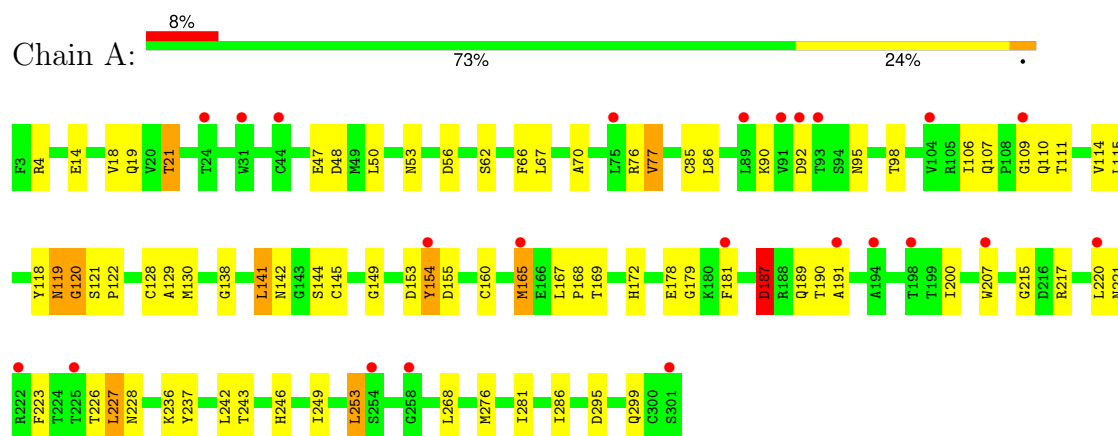 8%
Chain A:
73% 24% •
F3 R4 E14 V18 Q19 V20 T21 T24 W31 C44 E47 D48 M49 L50 N53 D56 S62 F66 L67 A70 L75 R76 V77 C85 L86 L89 K90 V91 D92 T93 S94 N95 T98 V104 R105 I106 Q107 P108 G109 Q110 T111 V114 L115
Y118 N119 G120 S121 P122 C128 A129 M130 G138 L141 N142 G143 S144 C145 G149 D153 Y154 D155 C160 M165 E166 L167 P168 T169 H172 E178 G179 K180 F181 D187 R188 Q189 T190 A191 A194 T198 T199 I200 W207 G215 D216 R217 L220 N221
R222 F223 T224 T225 T226 L227 N228 K236 Y237 L242 T243 H246 I249 L253 S254 G258 L268 M276 I281 I286 D295 Q299 C300 S301